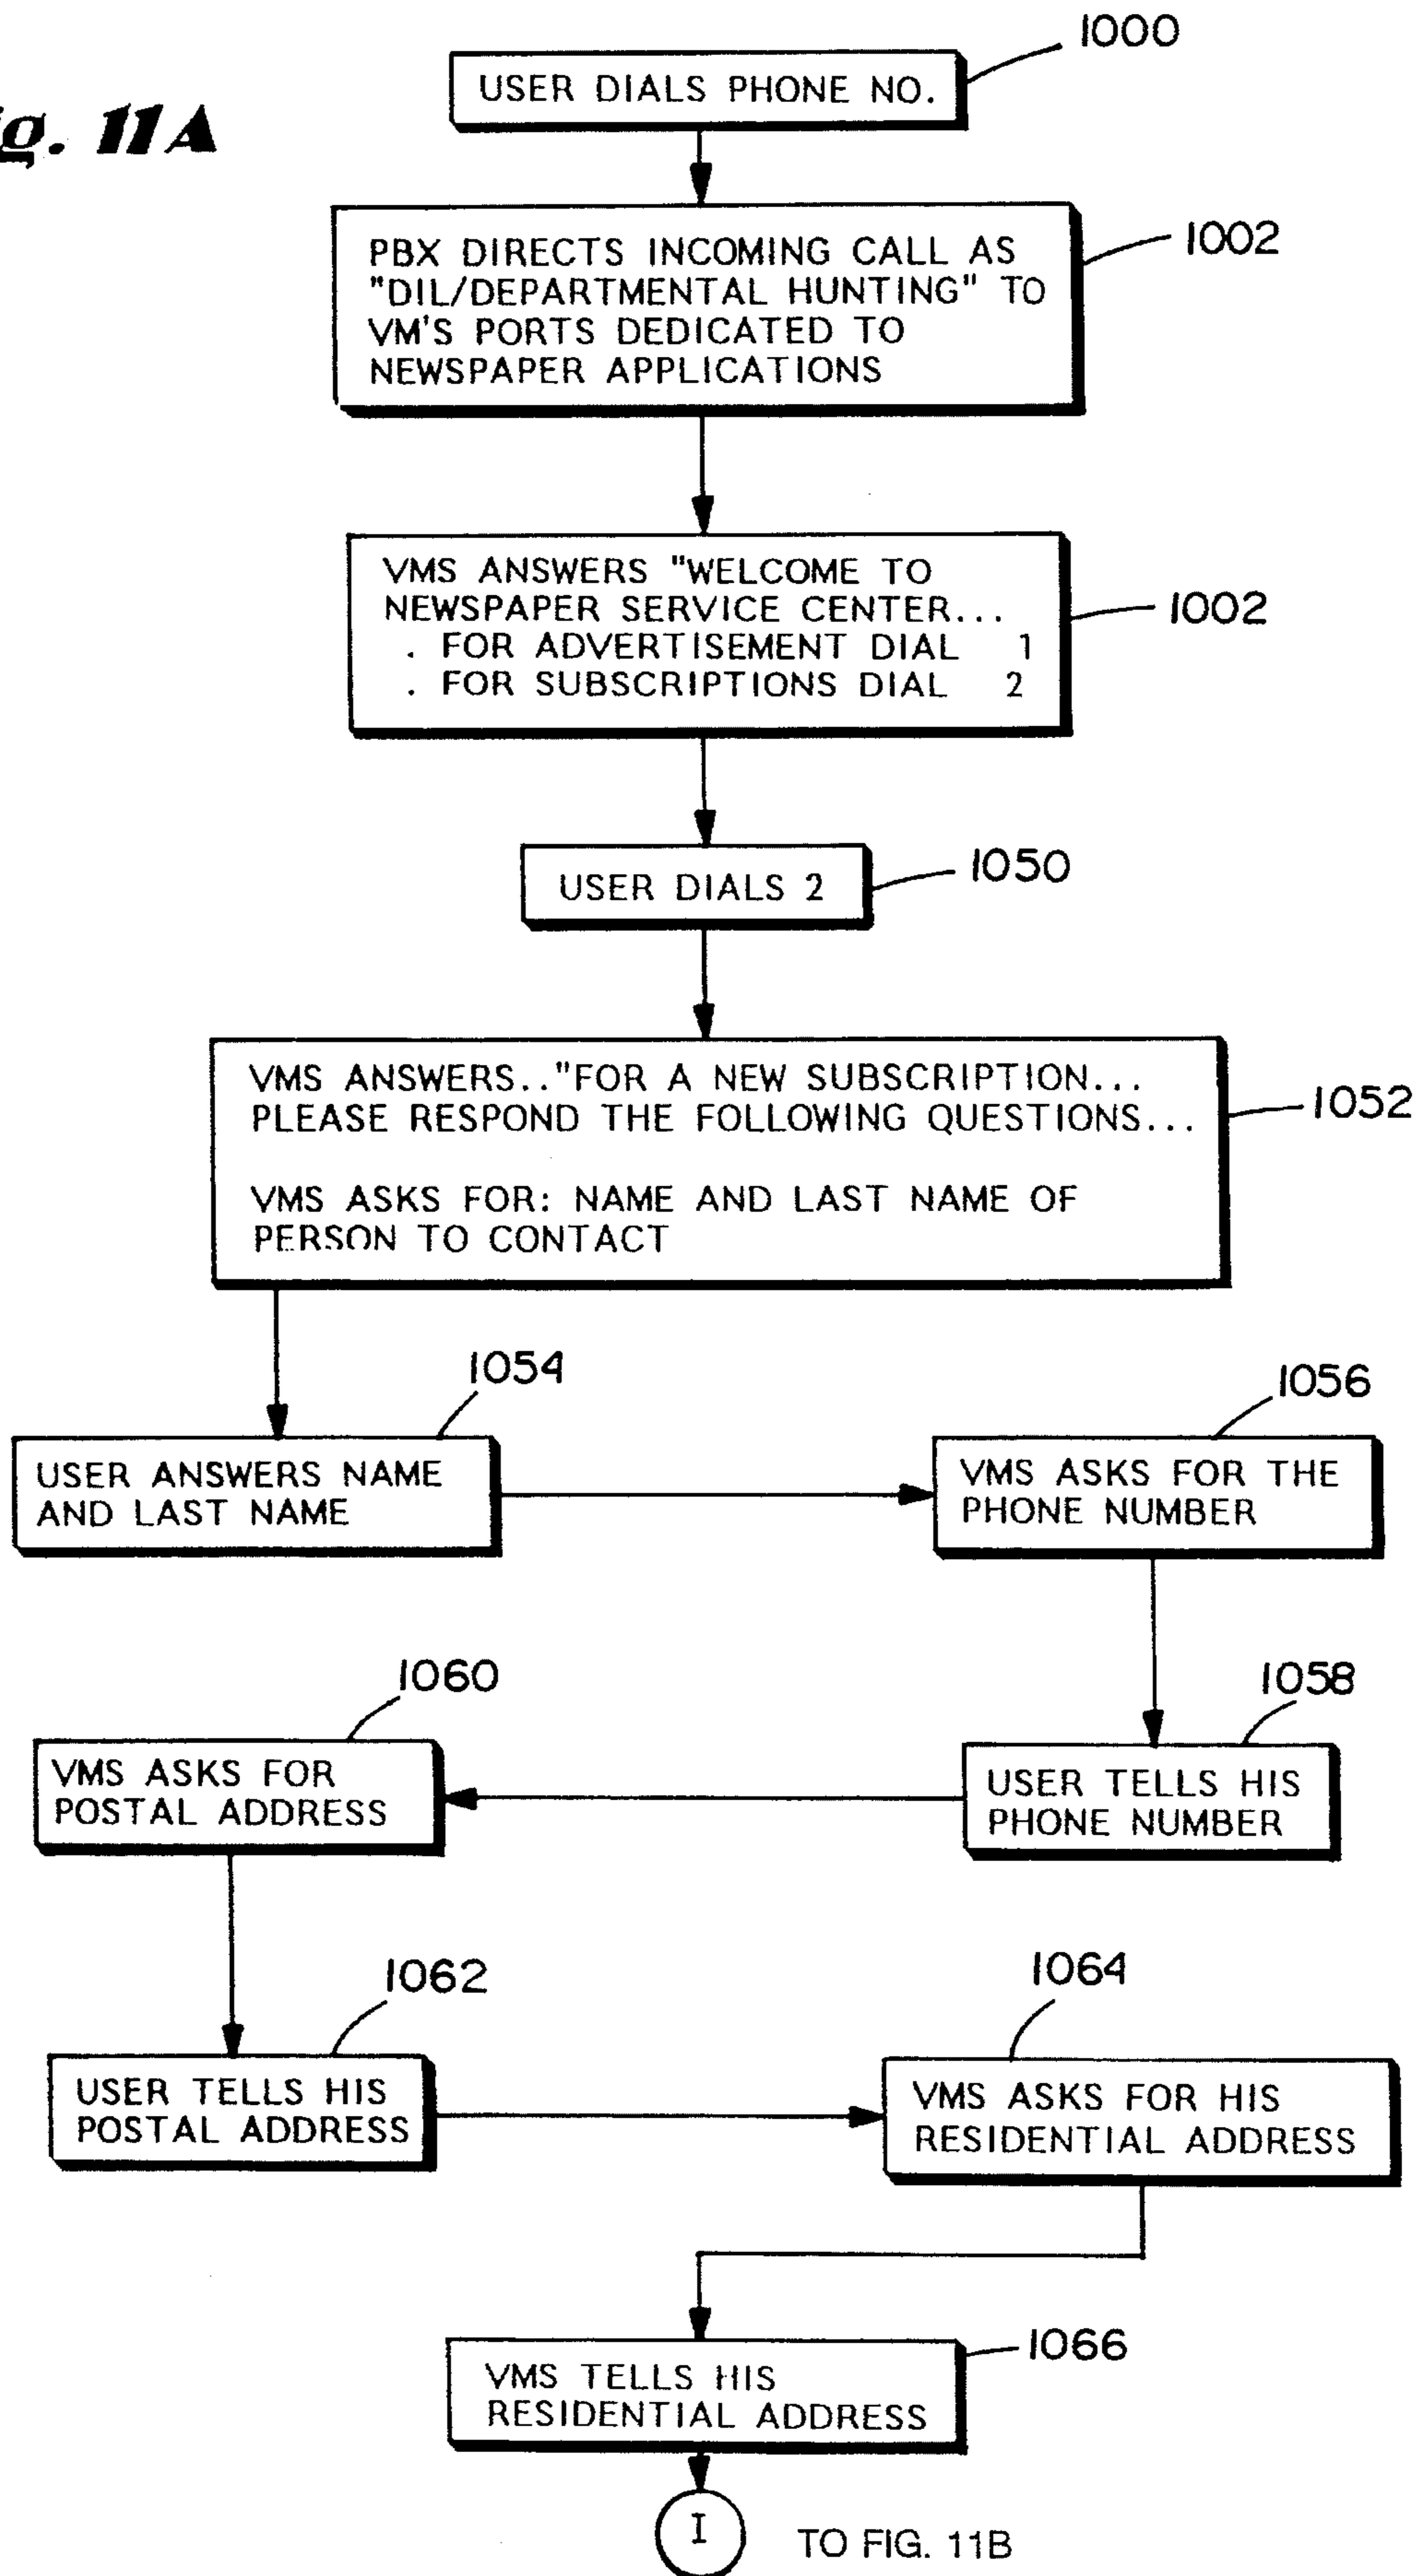 g. 11A
1000
USER DIALS PHONE NO.
1002
PBX DIRECTS INCOMING CALL AS
"DIL/DEPARTMENTAL HUNTING" TO
VM'S PORTS DEDICATED TO
NEWSPAPER APPLICATIONS
1002
VMS ANSWERS "WELCOME TO
NEWSPAPER SERVICE CENTER...
. FOR ADVERTISEMENT DIAL 1
. FOR SUBSCRIPTIONS DIAL 2
1050
USER DIALS 2
1052
VMS ANSWERS.."FOR A NEW SUBSCRIPTION...
PLEASE RESPOND THE FOLLOWING QUESTIONS...
VMS ASKS FOR: NAME AND LAST NAME OF
PERSON TO CONTACT
1054
USER ANSWERS NAME
AND LAST NAME
1056
VMS ASKS FOR THE
PHONE NUMBER
1058
USER TELLS HIS
PHONE NUMBER
1060
VMS ASKS FOR
POSTAL ADDRESS
1062
USER TELLS HIS
POSTAL ADDRESS
1064
VMS ASKS FOR HIS
RESIDENTIAL ADDRESS
1066
VMS TELLS HIS
RESIDENTIAL ADDRESS
I
TO FIG. 11B